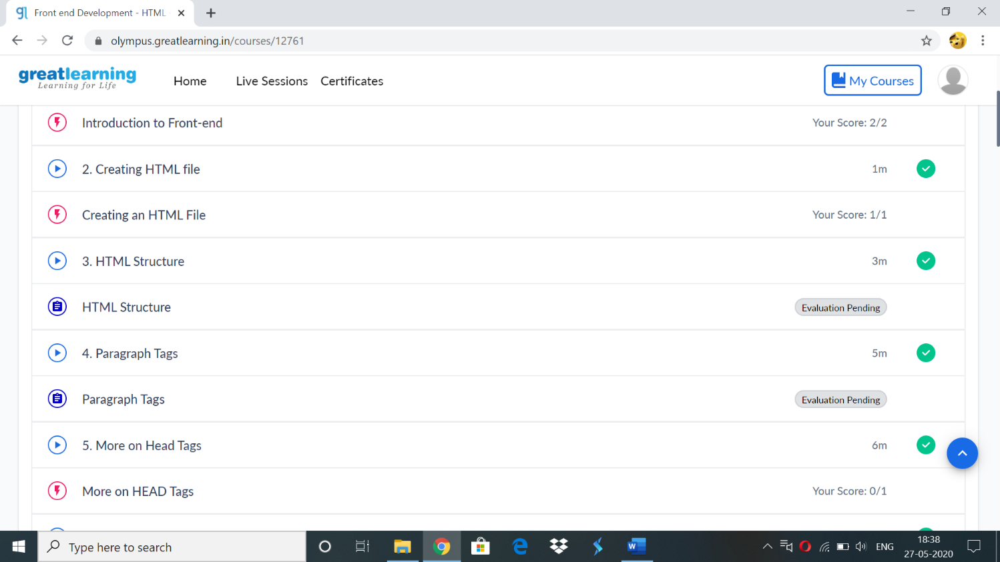 Front end Development - HTML
olympus.greatlearning.in/courses/12761
greatlearning
Learning for Life
Home
Live Sessions
Certificates
My Courses
Introduction to Front-end
Your Score: 2/2
2. Creating HTML file
1m
Creating an HTML File
Your Score: 1/1
3. HTML Structure
3m
HTML Structure
Evaluation Pending
4. Paragraph Tags
5m
Paragraph Tags
Evaluation Pending
5. More on Head Tags
6m
More on HEAD Tags
Your Score: 0/1
Type here to search
ENG
18:38
27-05-2020